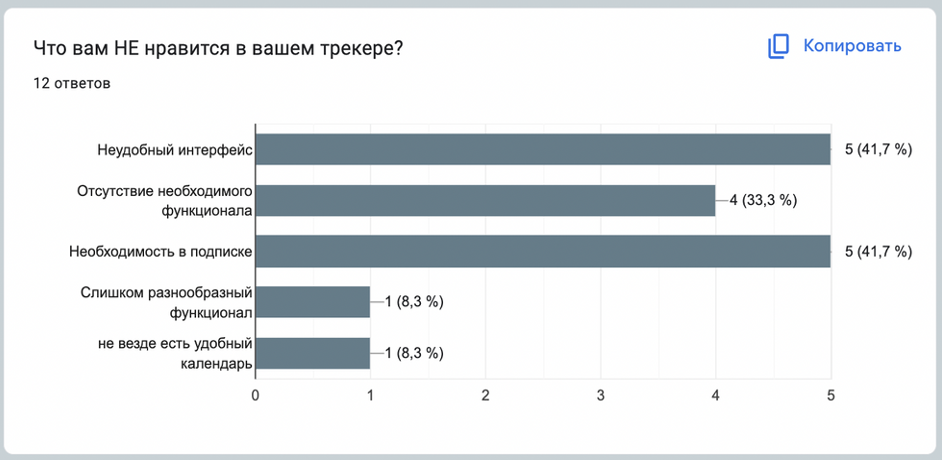 Что вам НЕ нравится в вашем трекере?
Копировать
12 ответов
Неудобный интерфейс
5 (41,7 %)
Отсутствие необходимого
функционала
4 (33,3 %)
Необходимость в подписке
5 (41,7 %)
Слишком разнообразный
функционал
1 (8,3 %)
не везде есть удобный
календарь
1 (8,3 %)
0 1 2 3 4 5